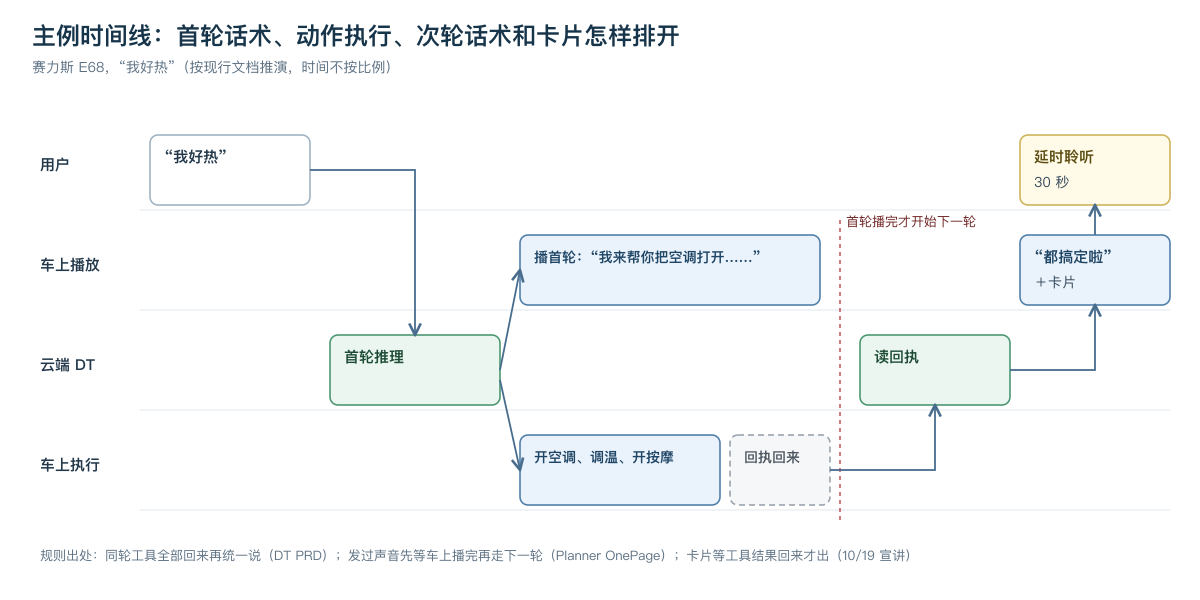 主例时间线：首轮话术、动作执行、次轮话术和卡片怎样排开
赛力斯 E68，“我好热”（按现行文档推演，时间不按比例）
用户
“我好热”
延时聆听
30 秒
首轮播完才开始下一轮
车上播放
播首轮：“我来帮你把空调打开……”
“都搞定啦”
＋卡片
云端 DT
首轮推理
读回执
车上执行
开空调、调温、开按摩
回执回来
规则出处：同轮工具全部回来再统一说（DT PRD）；发过声音先等车上播完再走下一轮（Planner OnePage）；卡片等工具结果回来才出（10/19 宣讲）